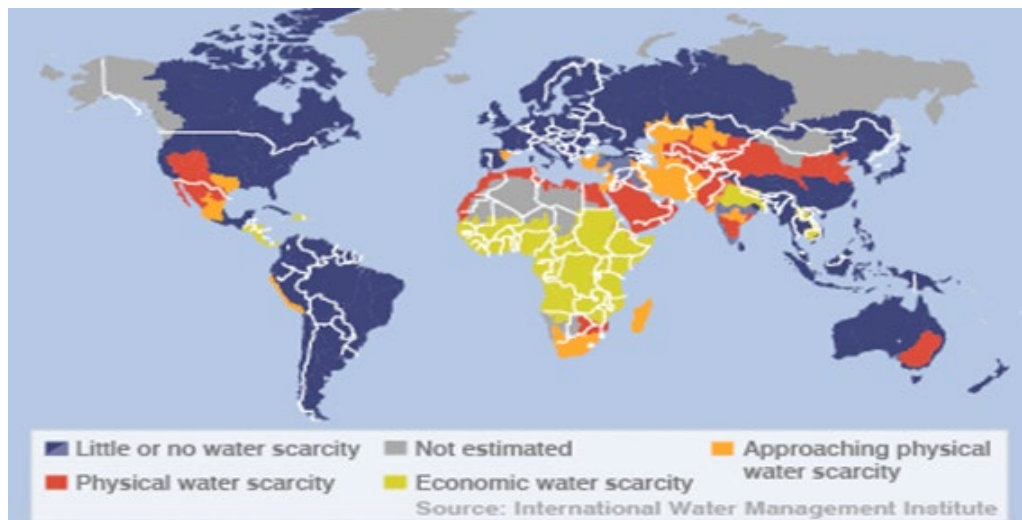 Little or no water scarcity
Not estimated
Approaching physical
water scarcity
Physical water scarcity
Economic water scarcity
Source: International Water Management Institute